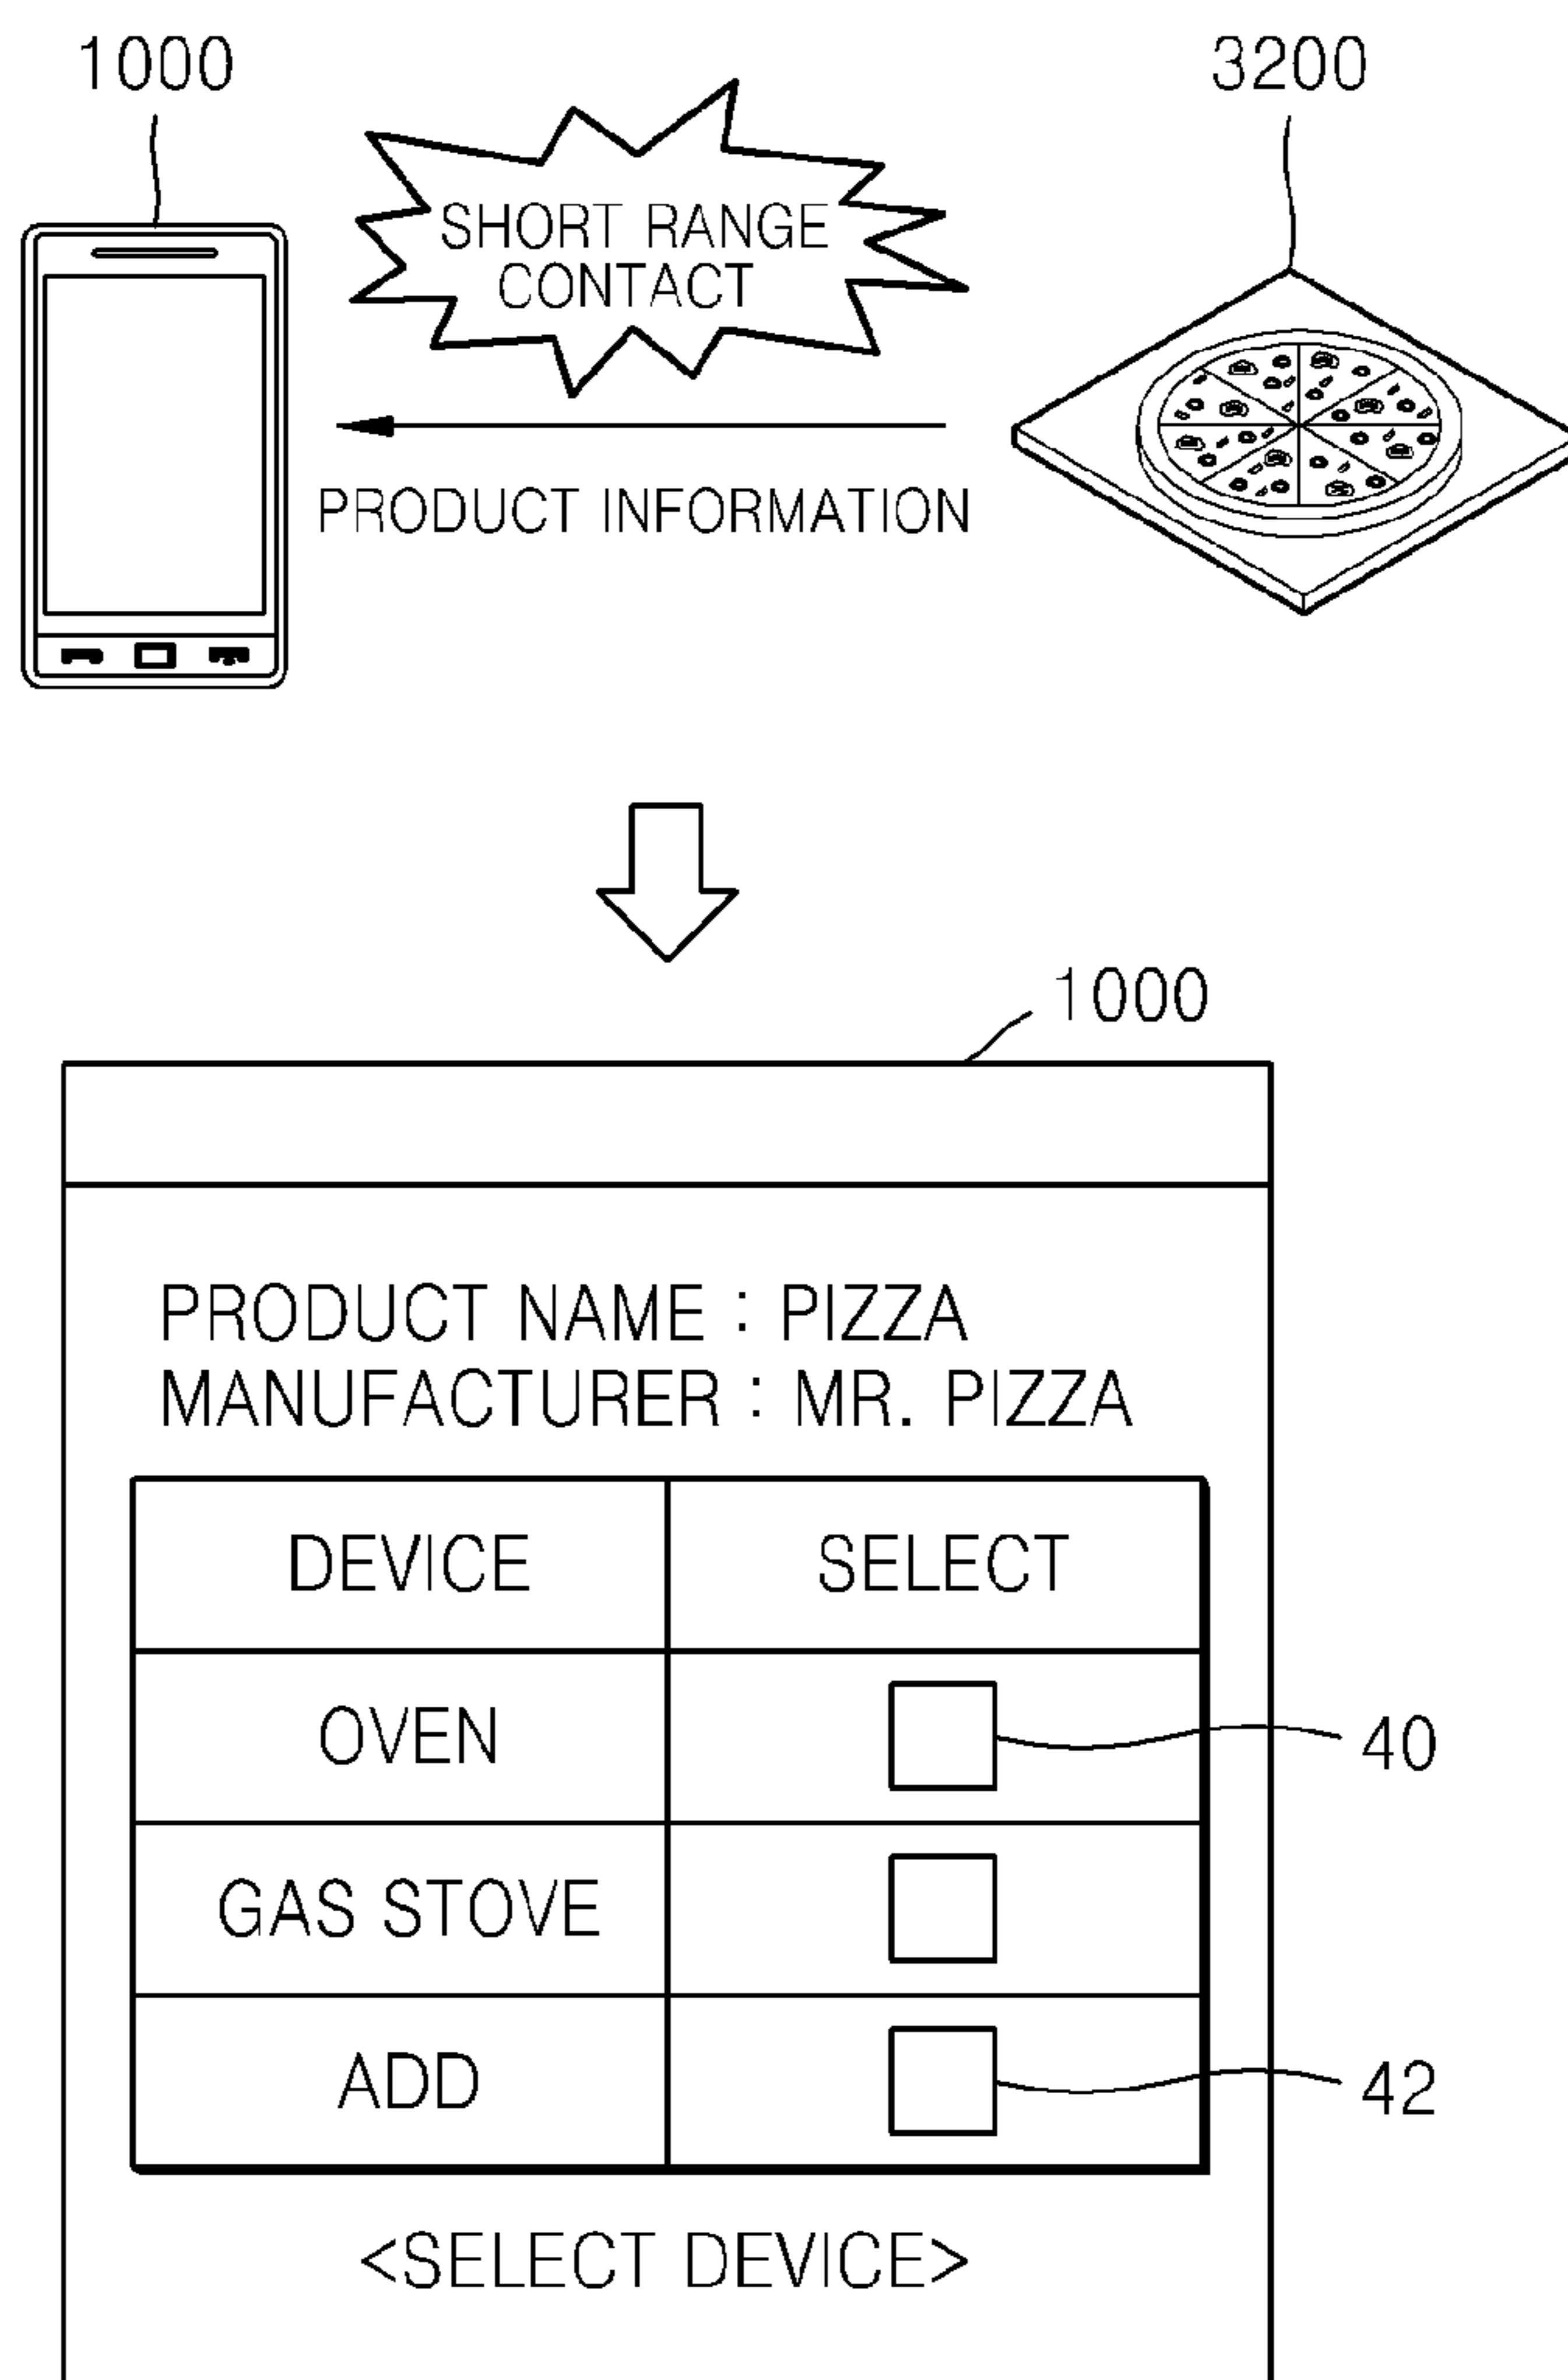 1000
3200
SHORT RANGE
CONTACT
PRODUCT INFORMATION
1000
PRODUCT NAME : PIZZA
MANUFACTURER : MR. PIZZA
DEVICE SELECT
OVEN 40
GAS STOVE
ADD 42
<SELECT DEVICE>